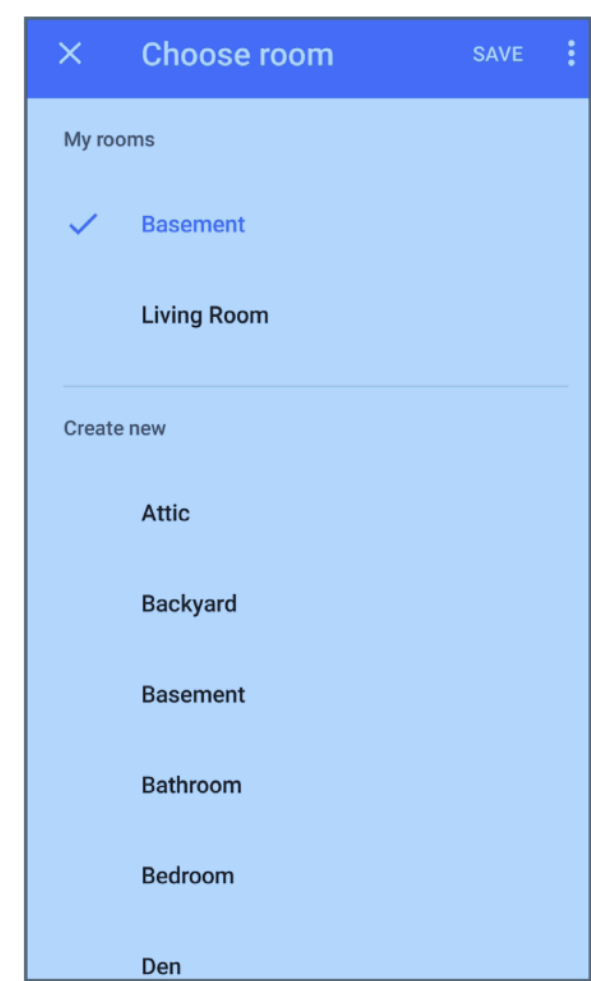 Choose room SAVE
My rooms
Basement
Living Room
Create new
Attic
Backyard
Basement
Bathroom
Bedroom
Den